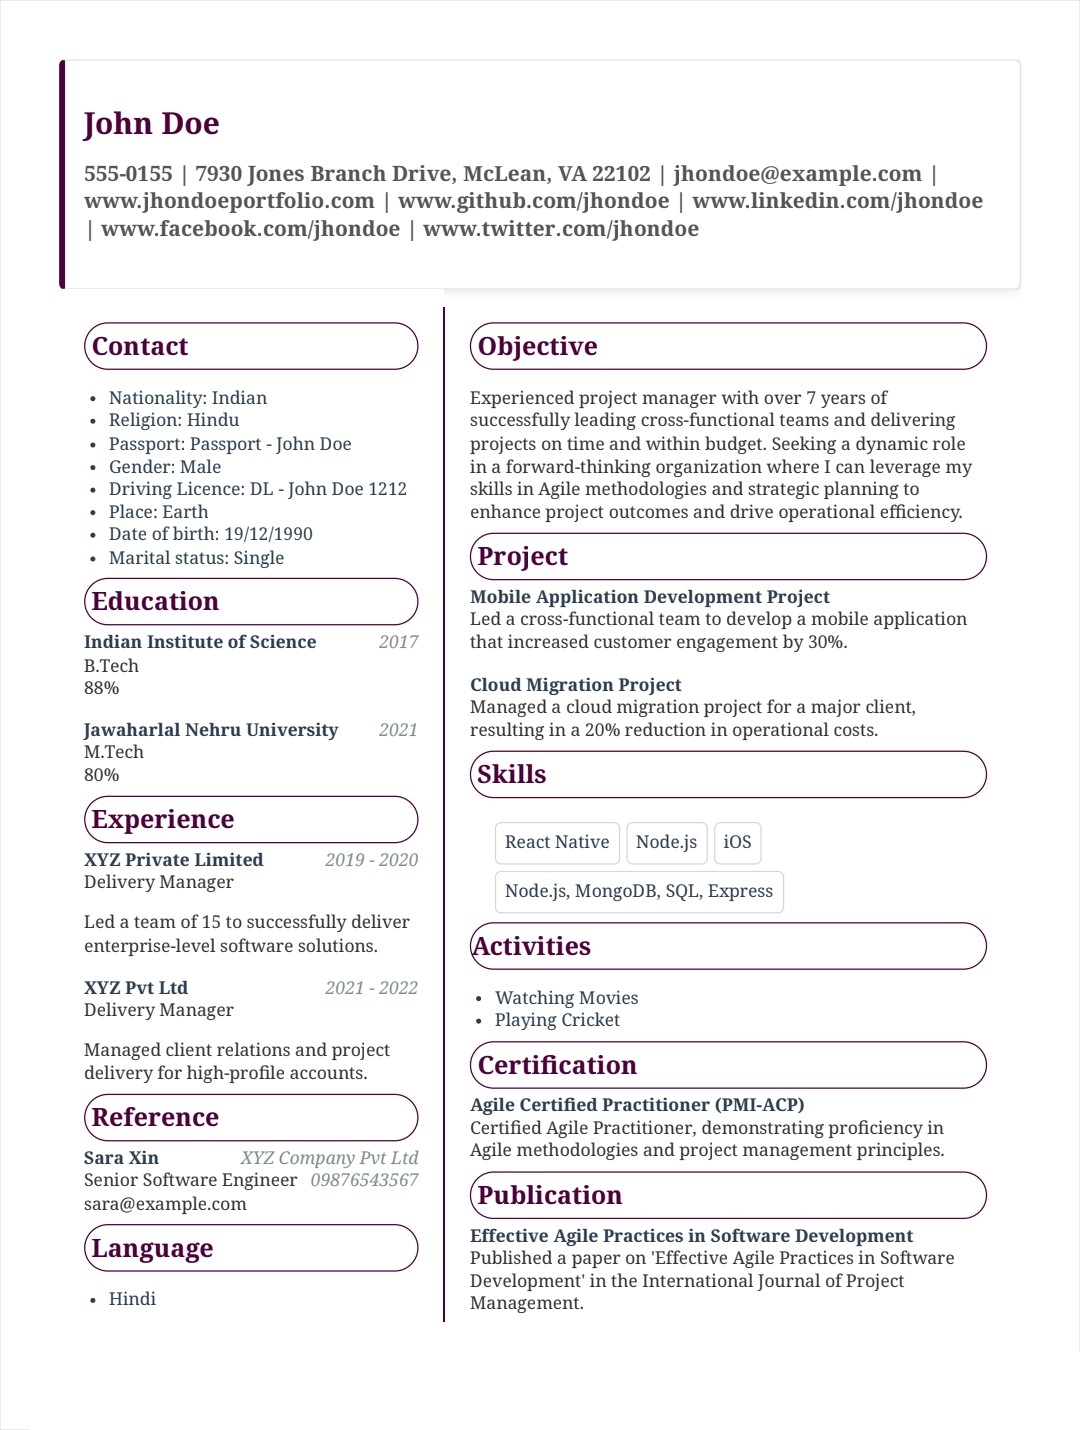 John Doe
555-0155 | 7930 Jones Branch Drive, McLean, VA 22102 | jhondoe@example.com |
www.jhondoeportfolio.com | www.github.com/jhondoe | www.linkedin.com/jhondoe
| www.facebook.com/jhondoe | www.twitter.com/jhondoe
Contact
• Nationality: Indian
• Religion: Hindu
• Passport: Passport - John Doe
• Gender: Male
• Driving Licence: DL - John Doe 1212
• Place: Earth
• Date of birth: 19/12/1990
• Marital status: Single
Education
Indian Institute of Science 2017
B.Tech
88%
Jawaharlal Nehru University 2021
M.Tech
80%
Experience
XYZ Private Limited 2019 - 2020
Delivery Manager
Led a team of 15 to successfully deliver
enterprise-level software solutions.
XYZ Pvt Ltd 2021 - 2022
Delivery Manager
Managed client relations and project
delivery for high-profile accounts.
Reference
Sara Xin XYZ Company Pvt Ltd
Senior Software Engineer 09876543567
sara@example.com
Language
• Hindi
Objective
Experienced project manager with over 7 years of
successfully leading cross-functional teams and delivering
projects on time and within budget. Seeking a dynamic role
in a forward-thinking organization where I can leverage my
skills in Agile methodologies and strategic planning to
enhance project outcomes and drive operational efficiency.
Project
Mobile Application Development Project
Led a cross-functional team to develop a mobile application
that increased customer engagement by 30%.
Cloud Migration Project
Managed a cloud migration project for a major client,
resulting in a 20% reduction in operational costs.
Skills
React Native Node.js iOS
Node.js, MongoDB, SQL, Express
Activities
• Watching Movies
• Playing Cricket
Certification
Agile Certified Practitioner (PMI-ACP)
Certified Agile Practitioner, demonstrating proficiency in
Agile methodologies and project management principles.
Publication
Effective Agile Practices in Software Development
Published a paper on 'Effective Agile Practices in Software
Development' in the International Journal of Project
Management.